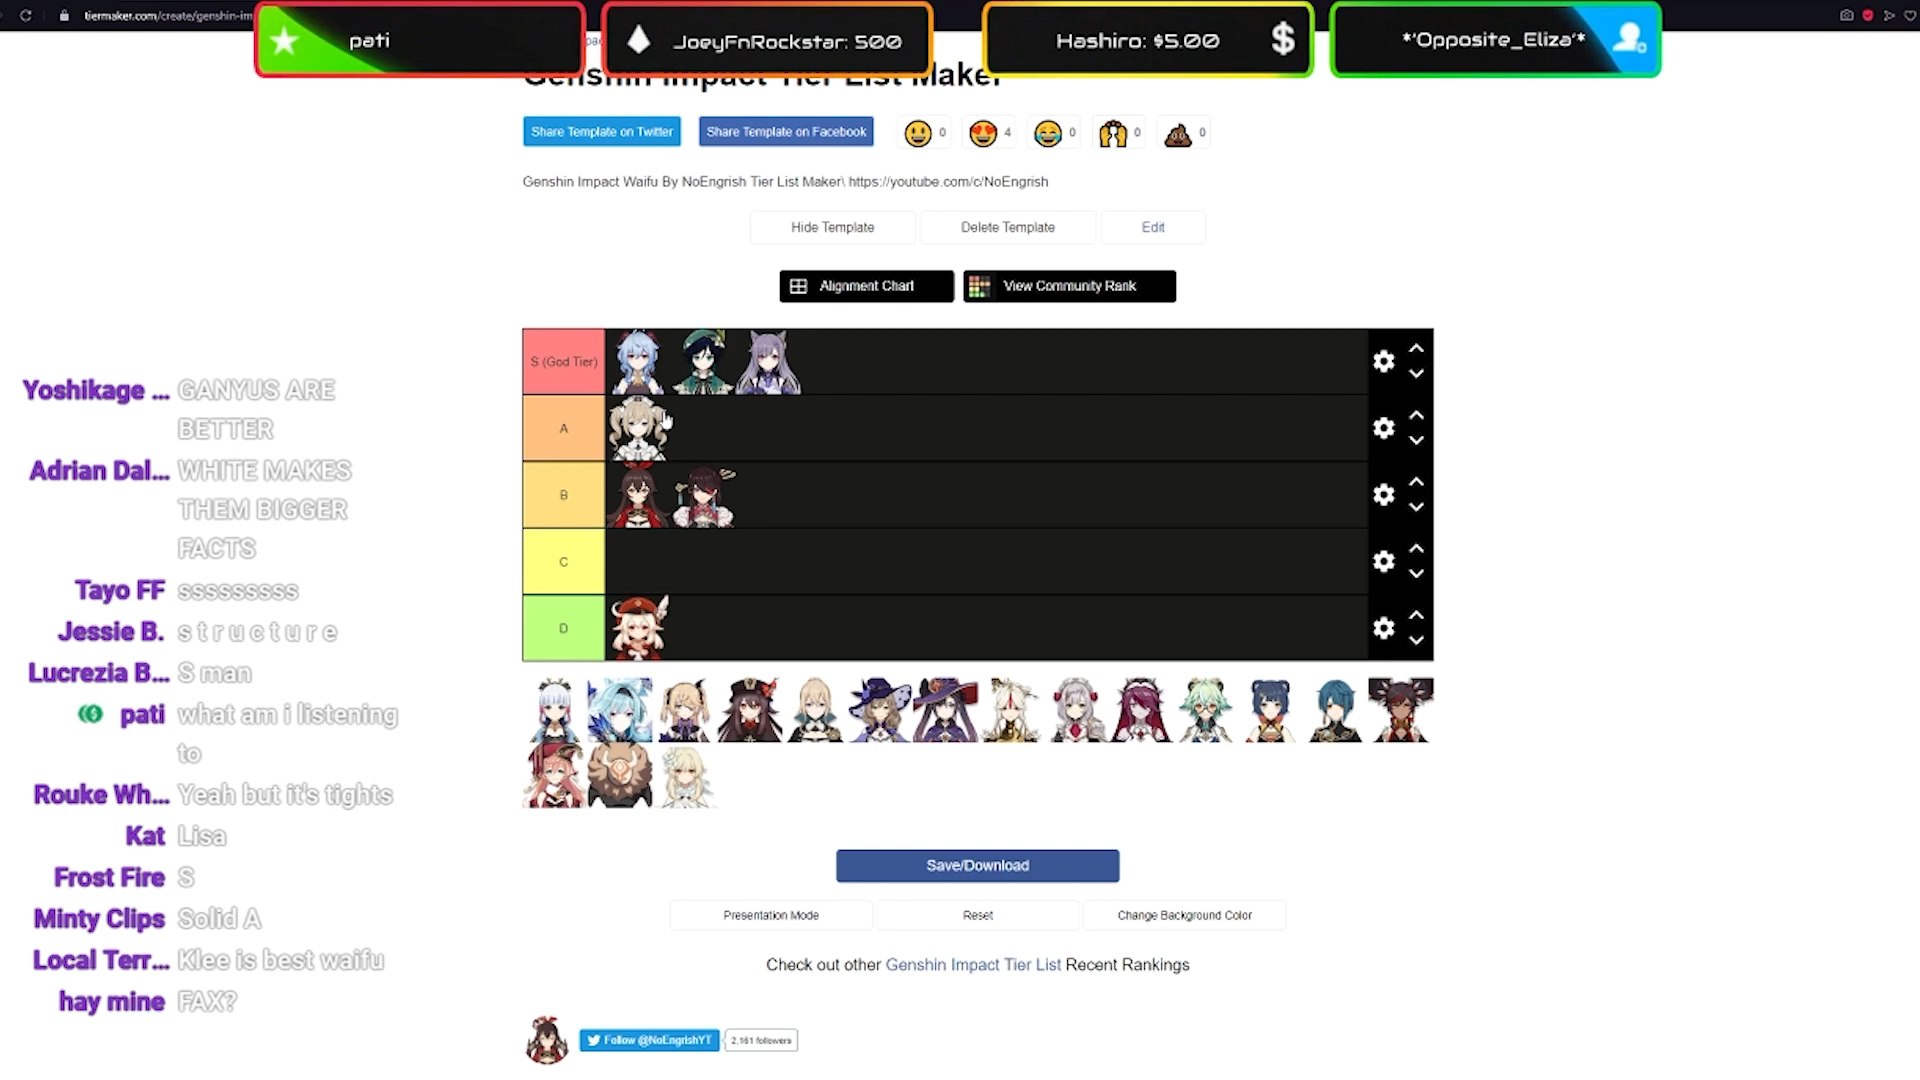 tiermaker.com/create/genshin-im
pati
JoeyFnRockstar: 500
Hashiro: $5.00
$
*'Opposite_Eliza'*
Genshin Impact Tier List Maker
Share Template on Twitter
Share Template on Facebook
0
4
0
0
0
Genshin Impact Waifu By NoEngrish Tier List Maker\ https://youtube.com/c/NoEngrish
Hide Template
Delete Template
Edit
Alignment Chart
View Community Rank
S (God Tier)
A
B
C
D
Yoshikage ... GANYUS ARE
BETTER
Adrian Dal... WHITE MAKES
THEM BIGGER
FACTS
Tayo FF sssssssss
Jessie B. s t r u c t u r e
Lucrezia B... S man
pati what am i listening
to
Rouke Wh... Yeah but it's tights
Kat Lisa
Frost Fire S
Minty Clips Solid A
Local Terr... Klee is best waifu
hay mine FAX?
Save/Download
Presentation Mode
Reset
Change Background Color
Check out other Genshin Impact Tier List Recent Rankings
Follow @NoEngrishYT
2,161 followers